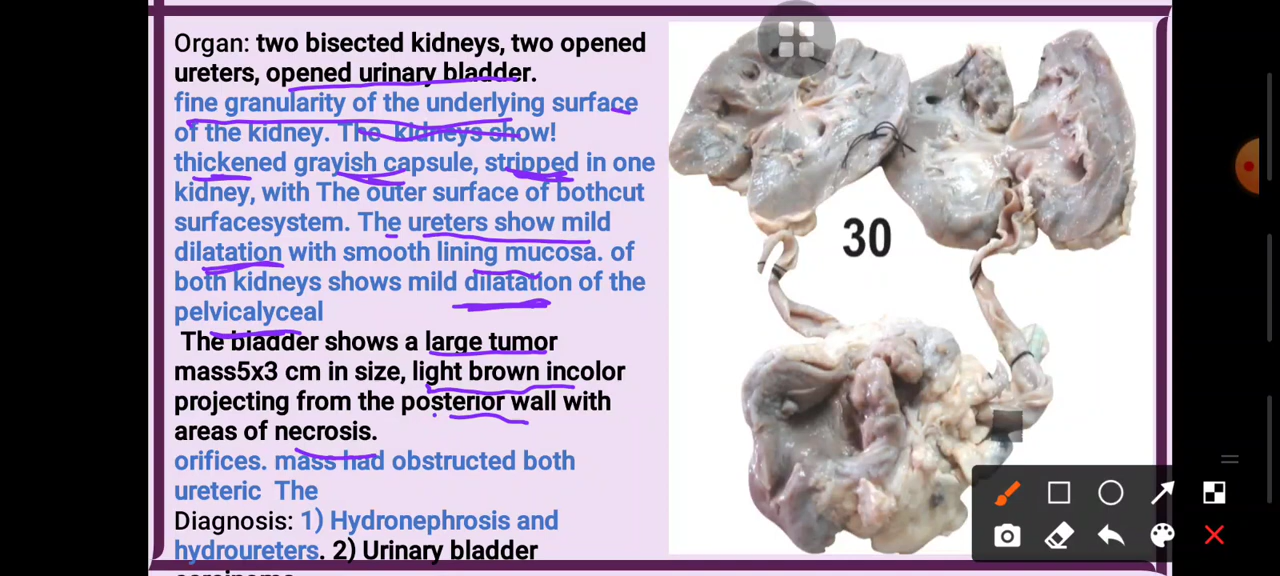 Organ: two bisected kidneys, two opened
ureters, opened urinary bladder.
fine granularity of the underlying surface
of the kidney. The kidneys show!
thickened grayish capsule, stripped in one
kidney, with The outer surface of bothcut
surfacesystem. The ureters show mild
dilatation with smooth lining mucosa. of
both kidneys shows mild dilatation of the
pelvicalyceal
The bladder shows a large tumor
mass5x3 cm in size, light brown incolor
projecting from the posterior wall with
areas of necrosis.
orifices. mass had obstructed both
ureteric The
Diagnosis: 1) Hydronephrosis and
hydroureters. 2) Urinary bladder
30